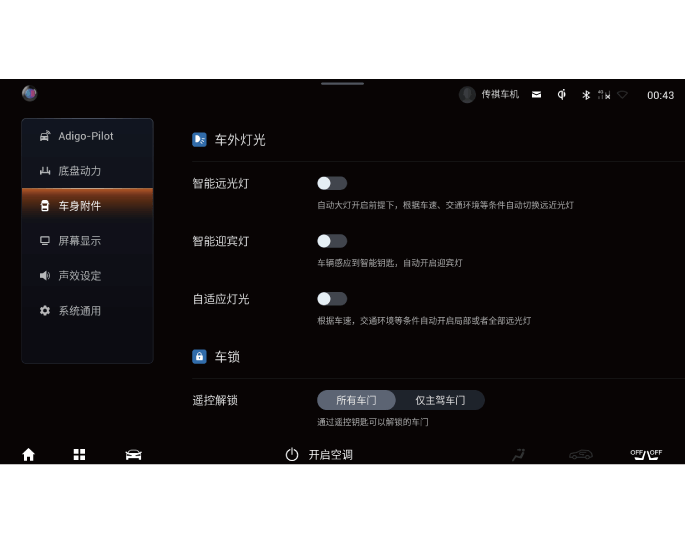 传祺车机
00:43
Adigo-Pilot
底盘动力
车身附件
屏幕显示
声效设定
系统通用
车外灯光
智能远光灯
自动大灯开启前提下，根据车速、交通环境等条件自动切换远近光灯
智能迎宾灯
车辆感应到智能钥匙，自动开启迎宾灯
自适应灯光
根据车速，交通环境等条件自动开启局部或者全部远光灯
车锁
遥控解锁
所有车门
仅主驾车门
通过遥控钥匙可以解锁的车门
开启空调
OFF
OFF